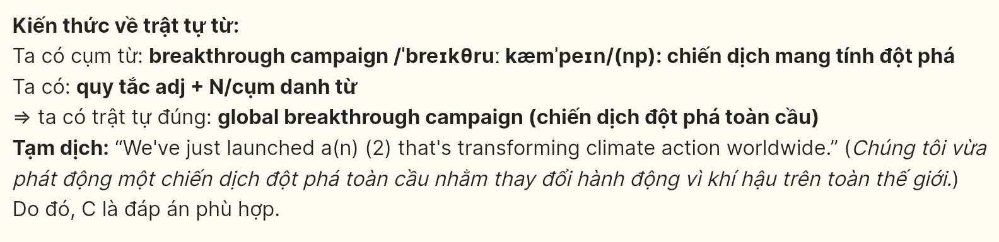 Kiến thức về trật tự từ:
Ta có cụm từ: breakthrough campaign /ˈbreɪkθruː kæmˈpeɪn/(np): chiến dịch mang tính đột phá
Ta có: quy tắc adj + N/cụm danh từ
⇒ ta có trật tự đúng: global breakthrough campaign (chiến dịch đột phá toàn cầu)
Tạm dịch: “We've just launched a(n) (2) that's transforming climate action worldwide.” (Chúng tôi vừa
phát động một chiến dịch đột phá toàn cầu nhằm thay đổi hành động vì khí hậu trên toàn thế giới.)
Do đó, C là đáp án phù hợp.